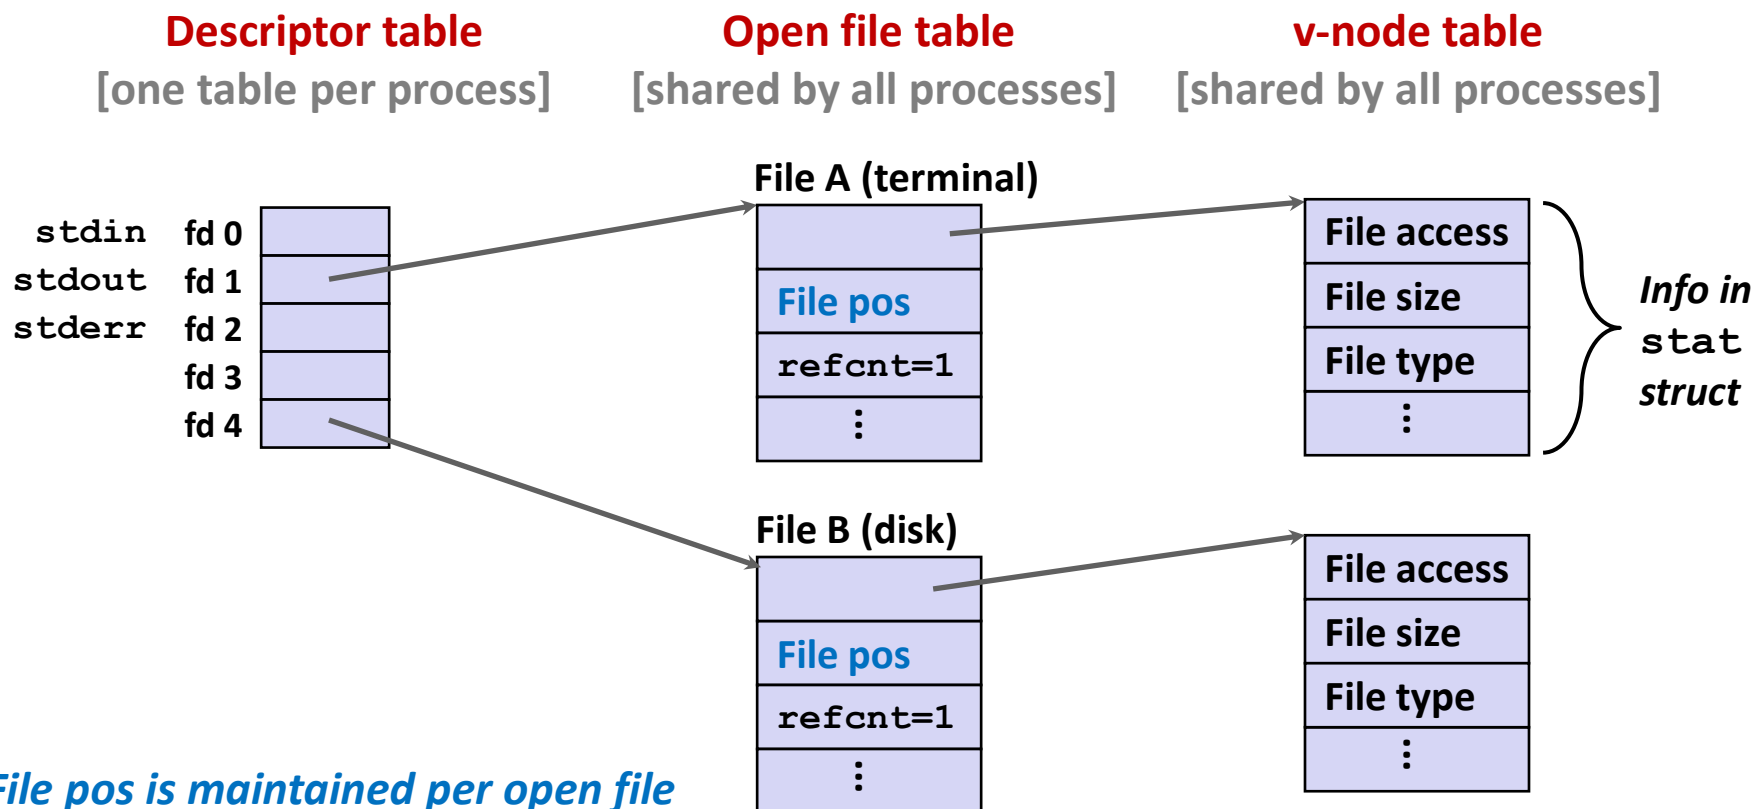 Descriptor table
[one table per process]
Open file table
[shared by all processes]
v-node table
[shared by all processes]
stdin fd 0
stdout fd 1
stderr fd 2
fd 3
fd 4
File A (terminal)
File pos
refcnt=1
⋮
File access
File size
File type
⋮
Info in
stat
struct
File B (disk)
File pos
refcnt=1
⋮
File access
File size
File type
⋮
File pos is maintained per open file